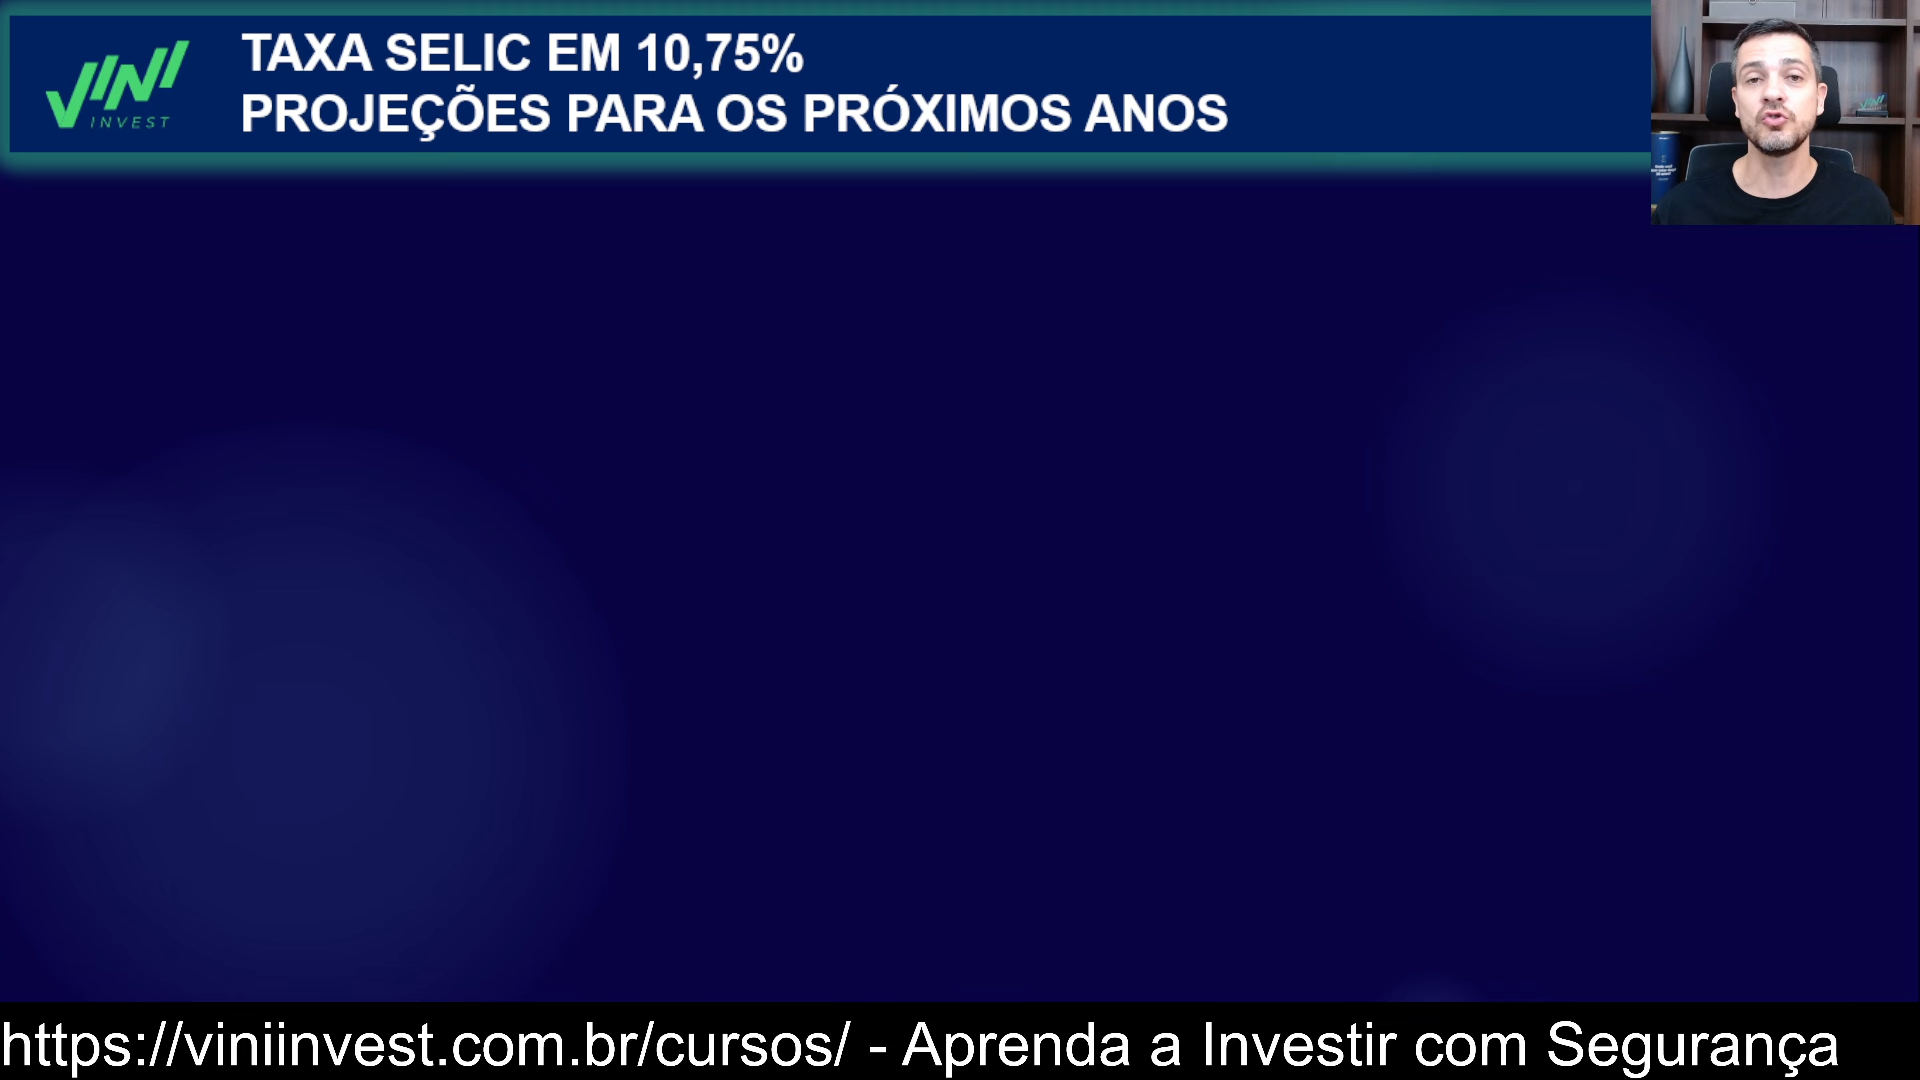 VINI
INVEST
TAXA SELIC EM 10,75%
PROJEÇÕES PARA OS PRÓXIMOS ANOS
https://viniinvest.com.br/cursos/ - Aprenda a Investir com Segurança